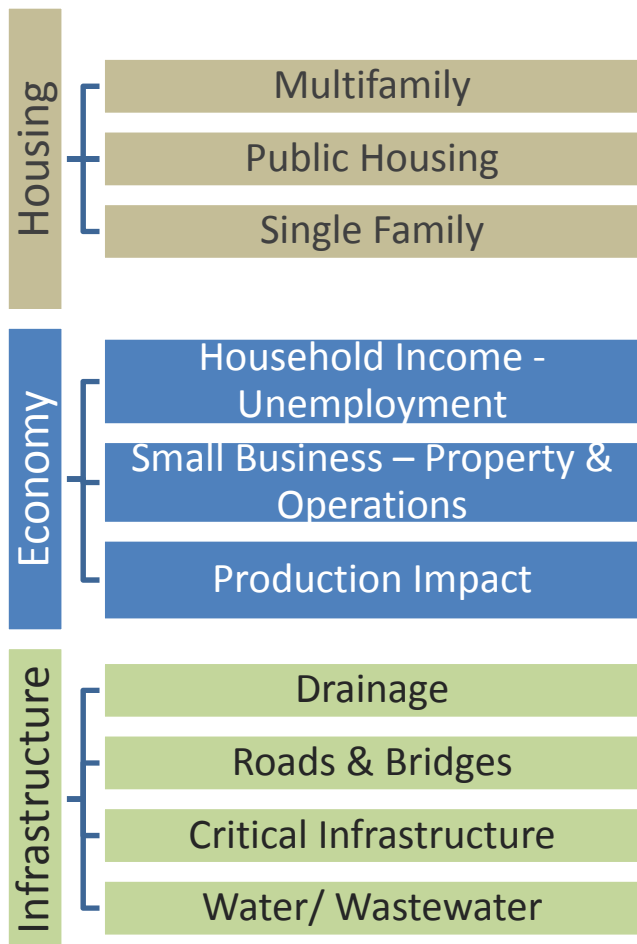 Housing
Multifamily
Public Housing
Single Family
Economy
Household Income -
Unemployment
Small Business – Property &
Operations
Production Impact
Infrastructure
Drainage
Roads & Bridges
Critical Infrastructure
Water/ Wastewater